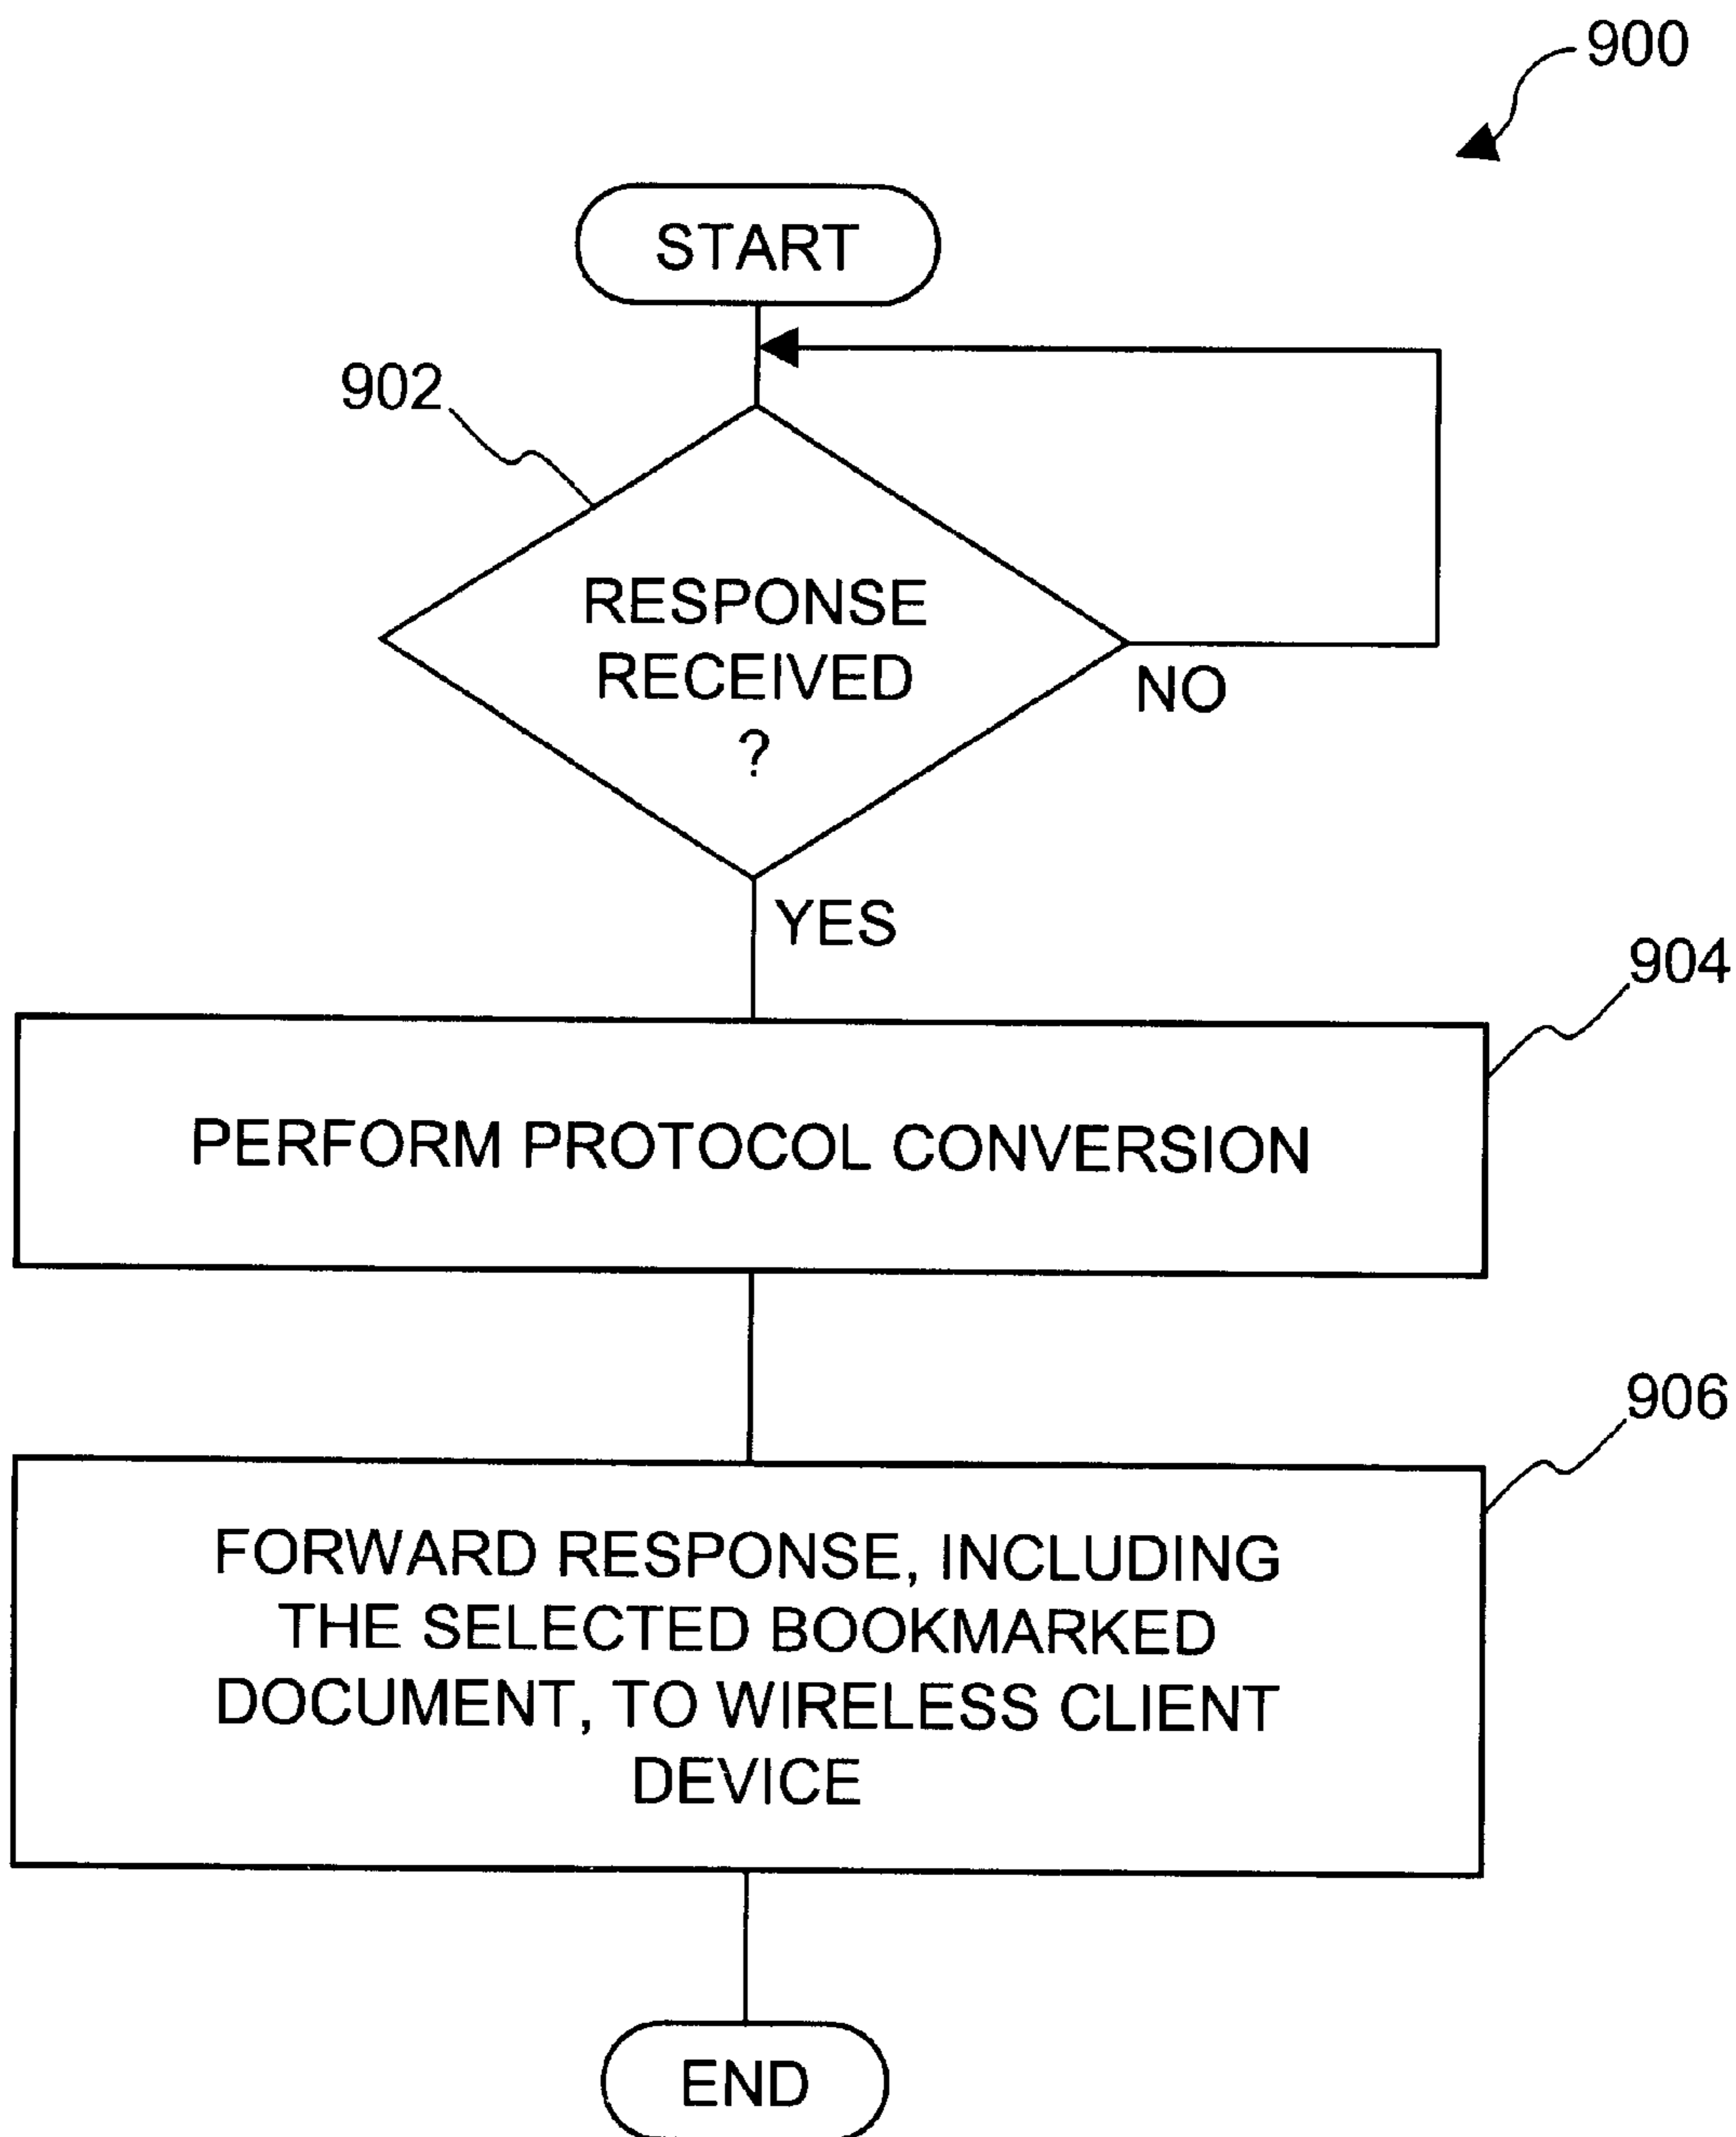 900
START
902
RESPONSE
RECEIVED
?
NO
YES
904
PERFORM PROTOCOL CONVERSION
906
FORWARD RESPONSE, INCLUDING
THE SELECTED BOOKMARKED
DOCUMENT, TO WIRELESS CLIENT
DEVICE
END